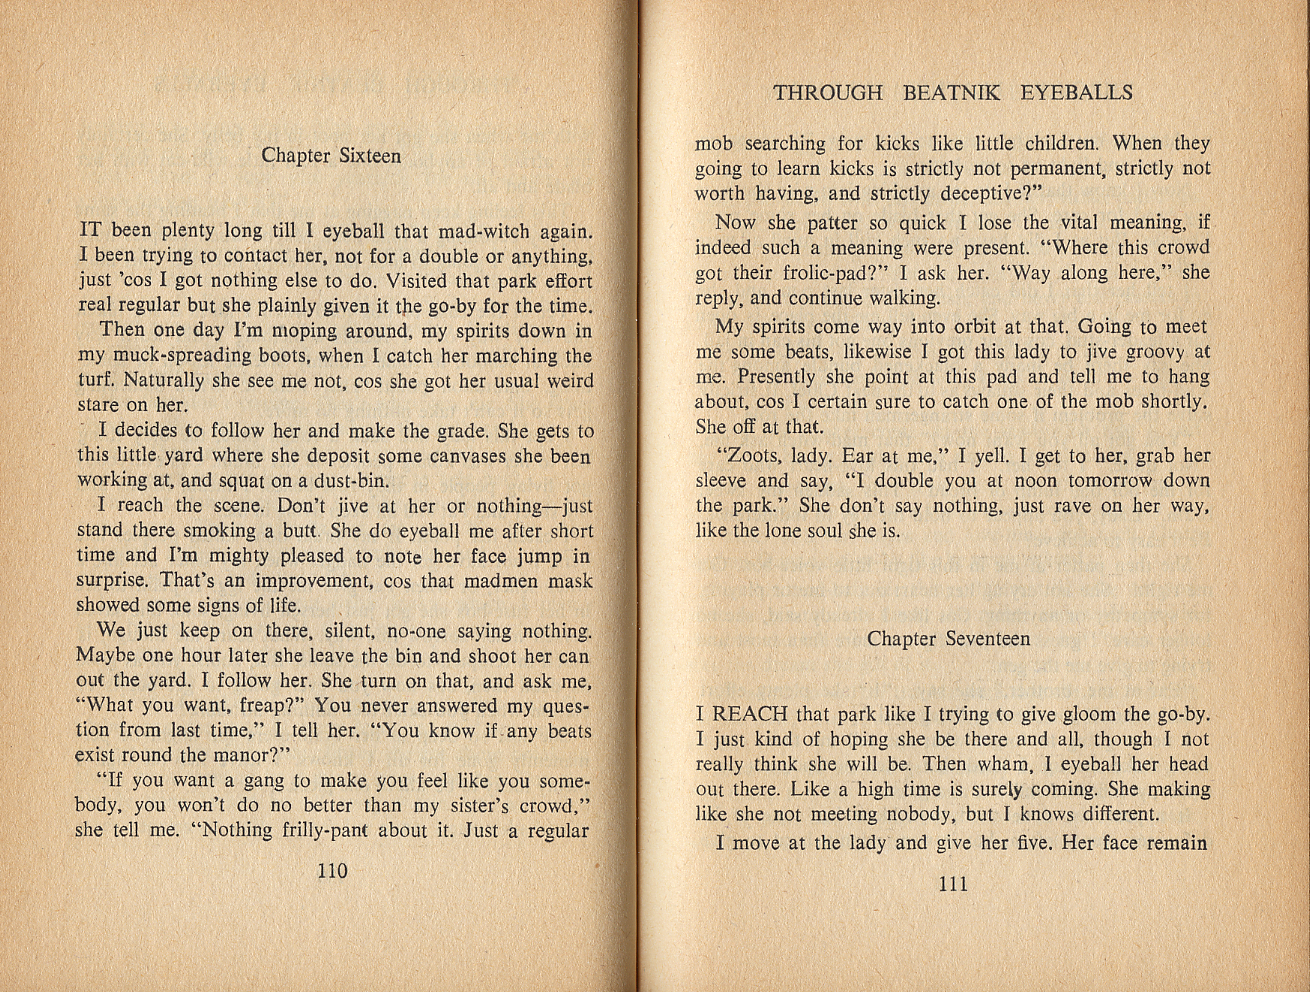 Chapter Sixteen
IT been plenty long till I eyeball that mad-witch again.
I been trying to contact her, not for a double or anything,
just 'cos I got nothing else to do. Visited that park effort
real regular but she plainly given it the go-by for the time.
Then one day I'm moping around, my spirits down in
my muck-spreading boots, when I catch her marching the
turf. Naturally she see me not, cos she got her usual weird
stare on her.
I decides to follow her and make the grade. She gets to
this little yard where she deposit some canvases she been
working at, and squat on a dust-bin.
I reach the scene. Don't jive at her or nothing—just
stand there smoking a butt. She do eyeball me after short
time and I'm mighty pleased to note her face jump in
surprise. That's an improvement, cos that madmen mask
showed some signs of life.
We just keep on there, silent, no-one saying nothing.
Maybe one hour later she leave the bin and shoot her can
out the yard. I follow her. She turn on that, and ask me,
“What you want, freap?” You never answered my ques-
tion from last time,” I tell her. “You know if any beats
exist round the manor?”
“If you want a gang to make you feel like you some-
body, you won't do no better than my sister's crowd,”
she tell me. “Nothing frilly-pant about it. Just a regular
110
THROUGH BEATNIK EYEBALLS
mob searching for kicks like little children. When they
going to learn kicks is strictly not permanent, strictly not
worth having, and strictly deceptive?”
Now she patter so quick I lose the vital meaning, if
indeed such a meaning were present. “Where this crowd
got their frolic-pad?” I ask her. “Way along here,” she
reply, and continue walking.
My spirits come way into orbit at that. Going to meet
me some beats, likewise I got this lady to jive groovy at
me. Presently she point at this pad and tell me to hang
about, cos I certain sure to catch one of the mob shortly.
She off at that.
“Zoots, lady. Ear at me,” I yell. I get to her, grab her
sleeve and say, “I double you at noon tomorrow down
the park.” She don't say nothing, just rave on her way,
like the lone soul she is.
Chapter Seventeen
I REACH that park like I trying to give gloom the go-by.
I just kind of hoping she be there and all, though I not
really think she will be. Then wham, I eyeball her head
out there. Like a high time is surely coming. She making
like she not meeting nobody, but I knows different.
I move at the lady and give her five. Her face remain
111